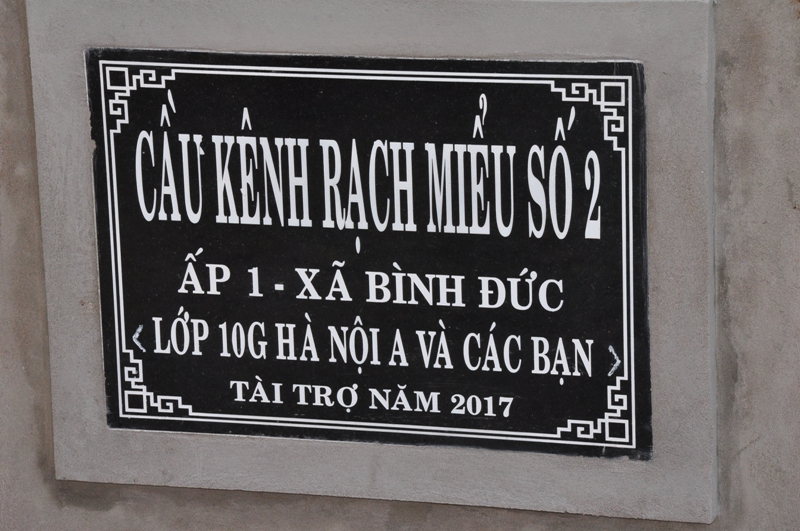 CẦU KÊNH RẠCH MIỂU SỐ 2
ẤP 1 - XÃ BÌNH ĐỨC
< LỚP 10G HÀ NỘI A VÀ CÁC BẠN >
TÀI TRỢ NĂM 2017